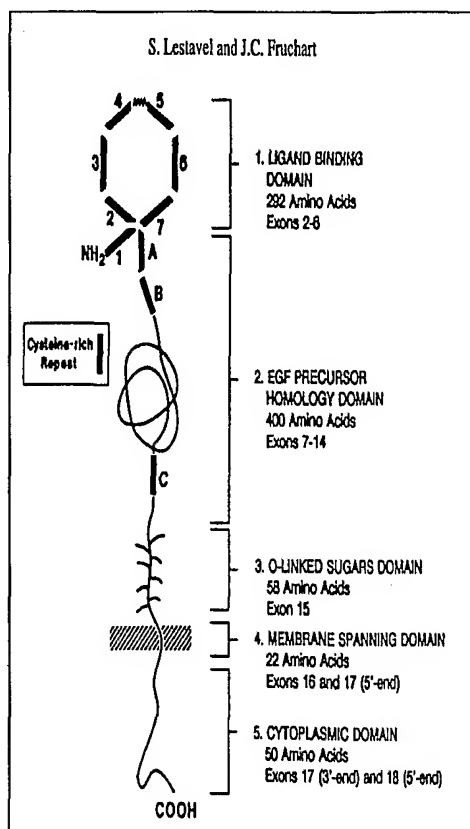 S. Lestavel and J.C. Fruchart
4
5
3
6
2
7
NH2
1
A
B
C
Cysteine-rich
Repeat
1. LIGAND BINDING
DOMAIN
292 Amino Acids
Exons 2-6
2. EGF PRECURSOR
HOMOLOGY DOMAIN
400 Amino Acids
Exons 7-14
3. O-LINKED SUGARS DOMAIN
58 Amino Acids
Exon 15
4. MEMBRANE SPANNING DOMAIN
22 Amino Acids
Exons 16 and 17 (5'-end)
5. CYTOPLASMIC DOMAIN
50 Amino Acids
Exons 17 (3'-end) and 18 (5'-end)
COOH